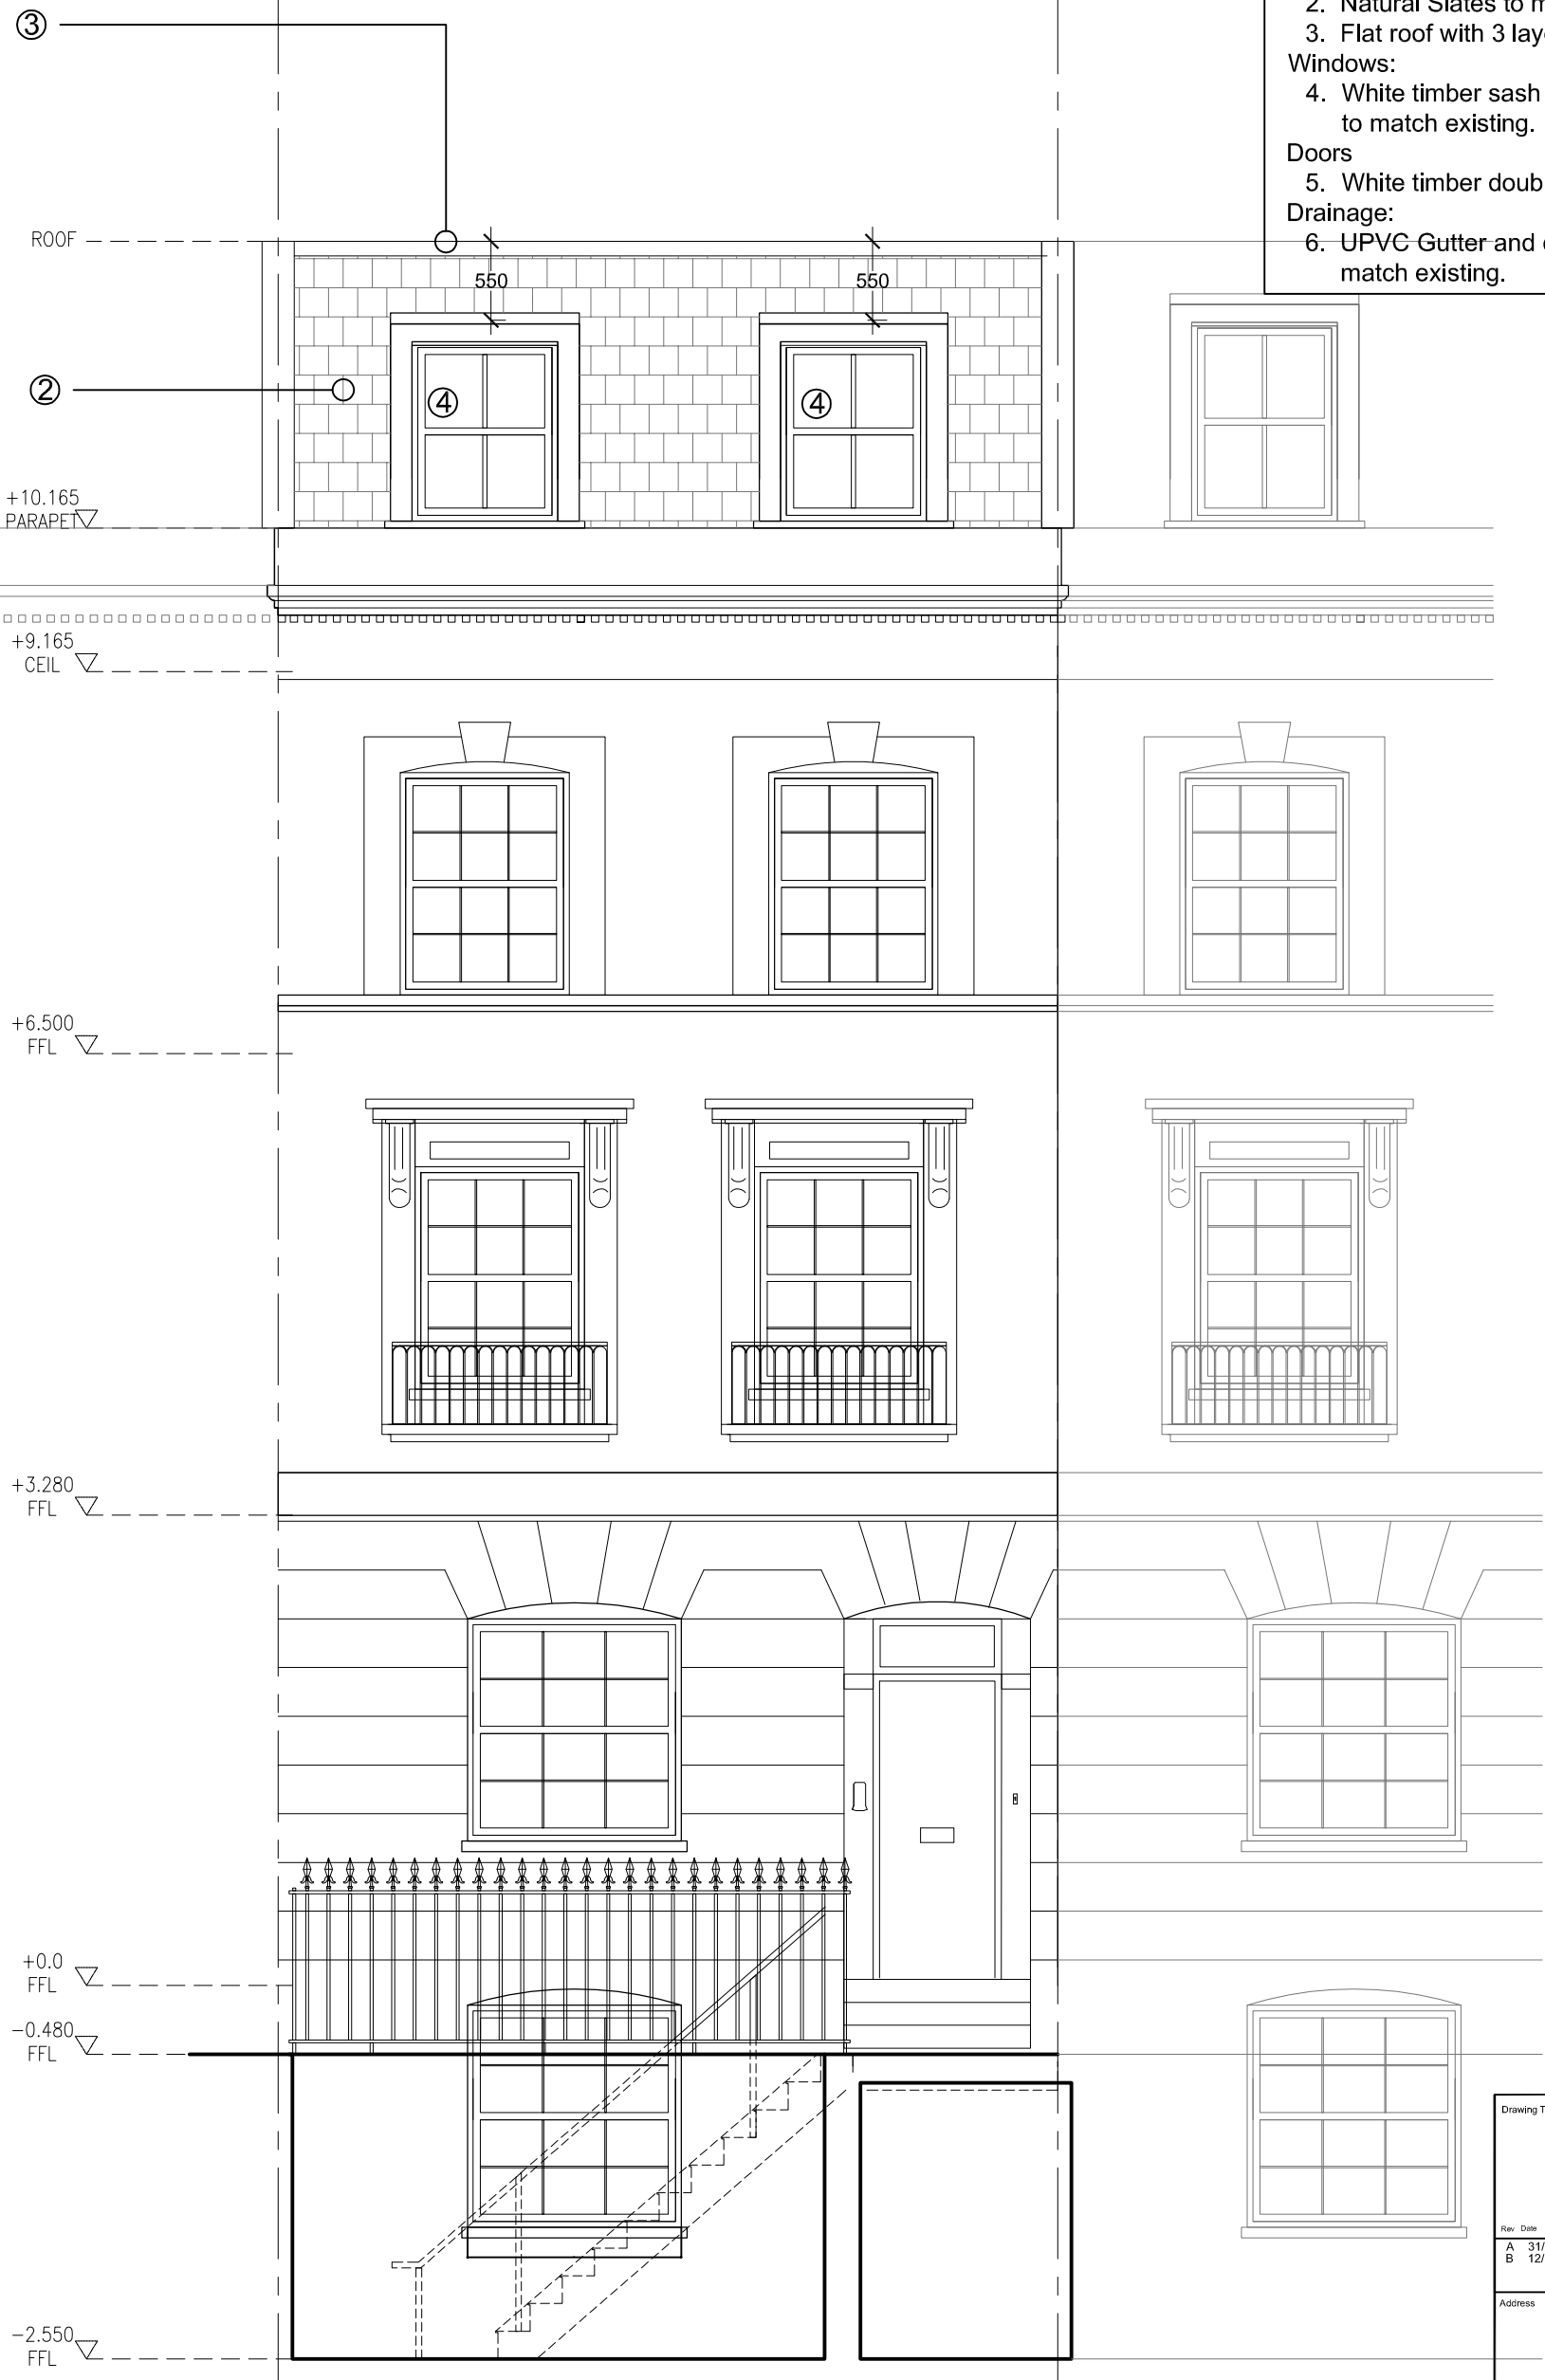 ③
2. Natural Slates to m
3. Flat roof with 3 lay
Windows:
4. White timber sash
to match existing.
Doors
5. White timber doub
Drainage:
6. UPVC Gutter and
match existing.
ROOF
550
550
②
④
④
+10.165
PARAPET
+9.165
CEIL
+6.500
FFL
+3.280
FFL
+0.0
FFL
-0.480
FFL
Drawing T
Rev Date
A 31/
B 12/
Address
-2.550
FFL